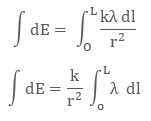 ∫ dE = ∫₀ᴸ kλ dl / r²
∫ dE = k / r² ∫₀ᴸ λ dl